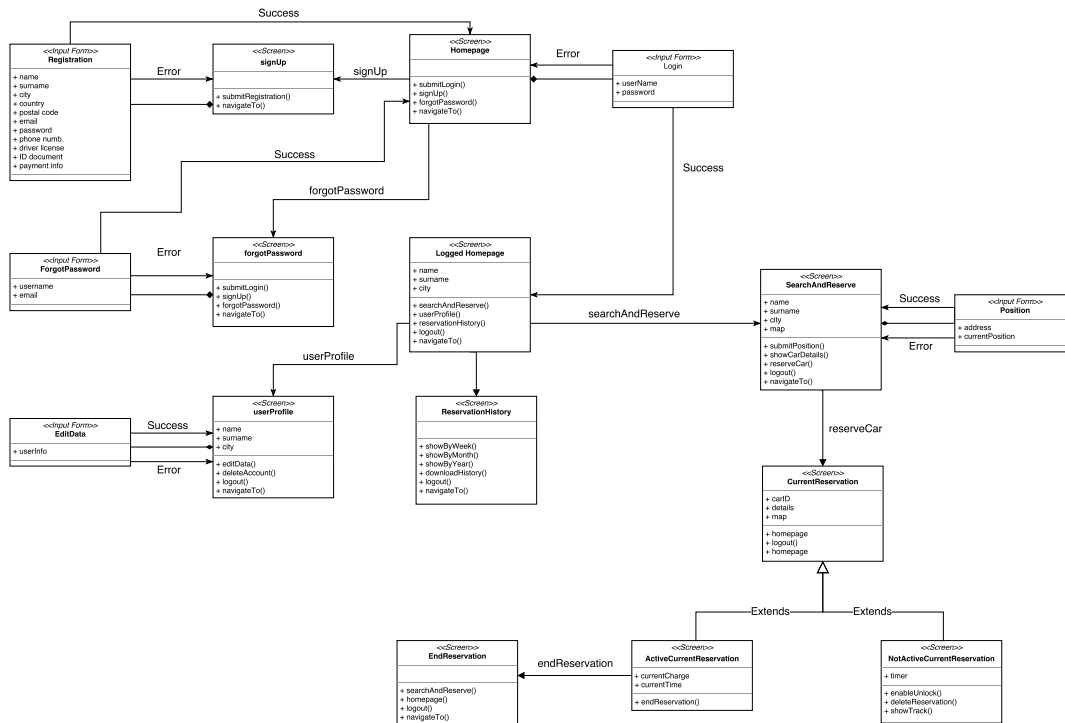 Success
<<Input Form>>
Registration
+ name
+ surname
+ city
+ country
+ postal code
+ email
+ password
+ phone numb.
+ driver license
+ ID document
+ payment info
Error
<<Screen>>
signUp
+ submitRegistration()
+ navigateTo()
signUp
<<Screen>>
Homepage
+ submitLogin()
+ signUp()
+ forgotPassword()
+ navigateTo()
Error
<<Input Form>>
Login
+ userName
+ password
Success
Success
forgotPassword
<<Input Form>>
ForgotPassword
+ username
+ email
Error
<<Screen>>
forgotPassword
+ submitLogin()
+ signUp()
+ forgotPassword()
+ navigateTo()
<<Screen>>
Logged Homepage
+ name
+ surname
+ city
+ searchAndReserve()
+ userProfile()
+ reservationHistory()
+ logout()
+ navigateTo()
searchAndReserve
<<Screen>>
SearchAndReserve
+ name
+ surname
+ city
+ map
+ submitPosition()
+ showCarDetails()
+ reserveCar()
+ logout()
+ navigateTo()
Success
Error
<<Input Form>>
Position
+ address
+ currentPosition
userProfile
<<Input Form>>
EditData
+ userInfo
Success
Error
<<Screen>>
userProfile
+ name
+ surname
+ city
+ editData()
+ deleteAccount()
+ logout()
+ navigateTo()
<<Screen>>
ReservationHistory
+ showByWeek()
+ showByMonth()
+ showByYear()
+ downloadHistory()
+ logout()
+ navigateTo()
reserveCar
<<Screen>>
CurrentReservation
+ carID
+ details
+ map
+ homepage
+ logout()
+ homepage
Extends
Extends
<<Screen>>
EndReservation
+ searchAndReserve()
+ homepage()
+ logout()
+ navigateTo()
endReservation
<<Screen>>
ActiveCurrentReservation
+ currentCharge
+ currentTime
+ endReservation()
<<Screen>>
NotActiveCurrentReservation
+ timer
+ enableUnlock()
+ deleteReservation()
+ showTrack()